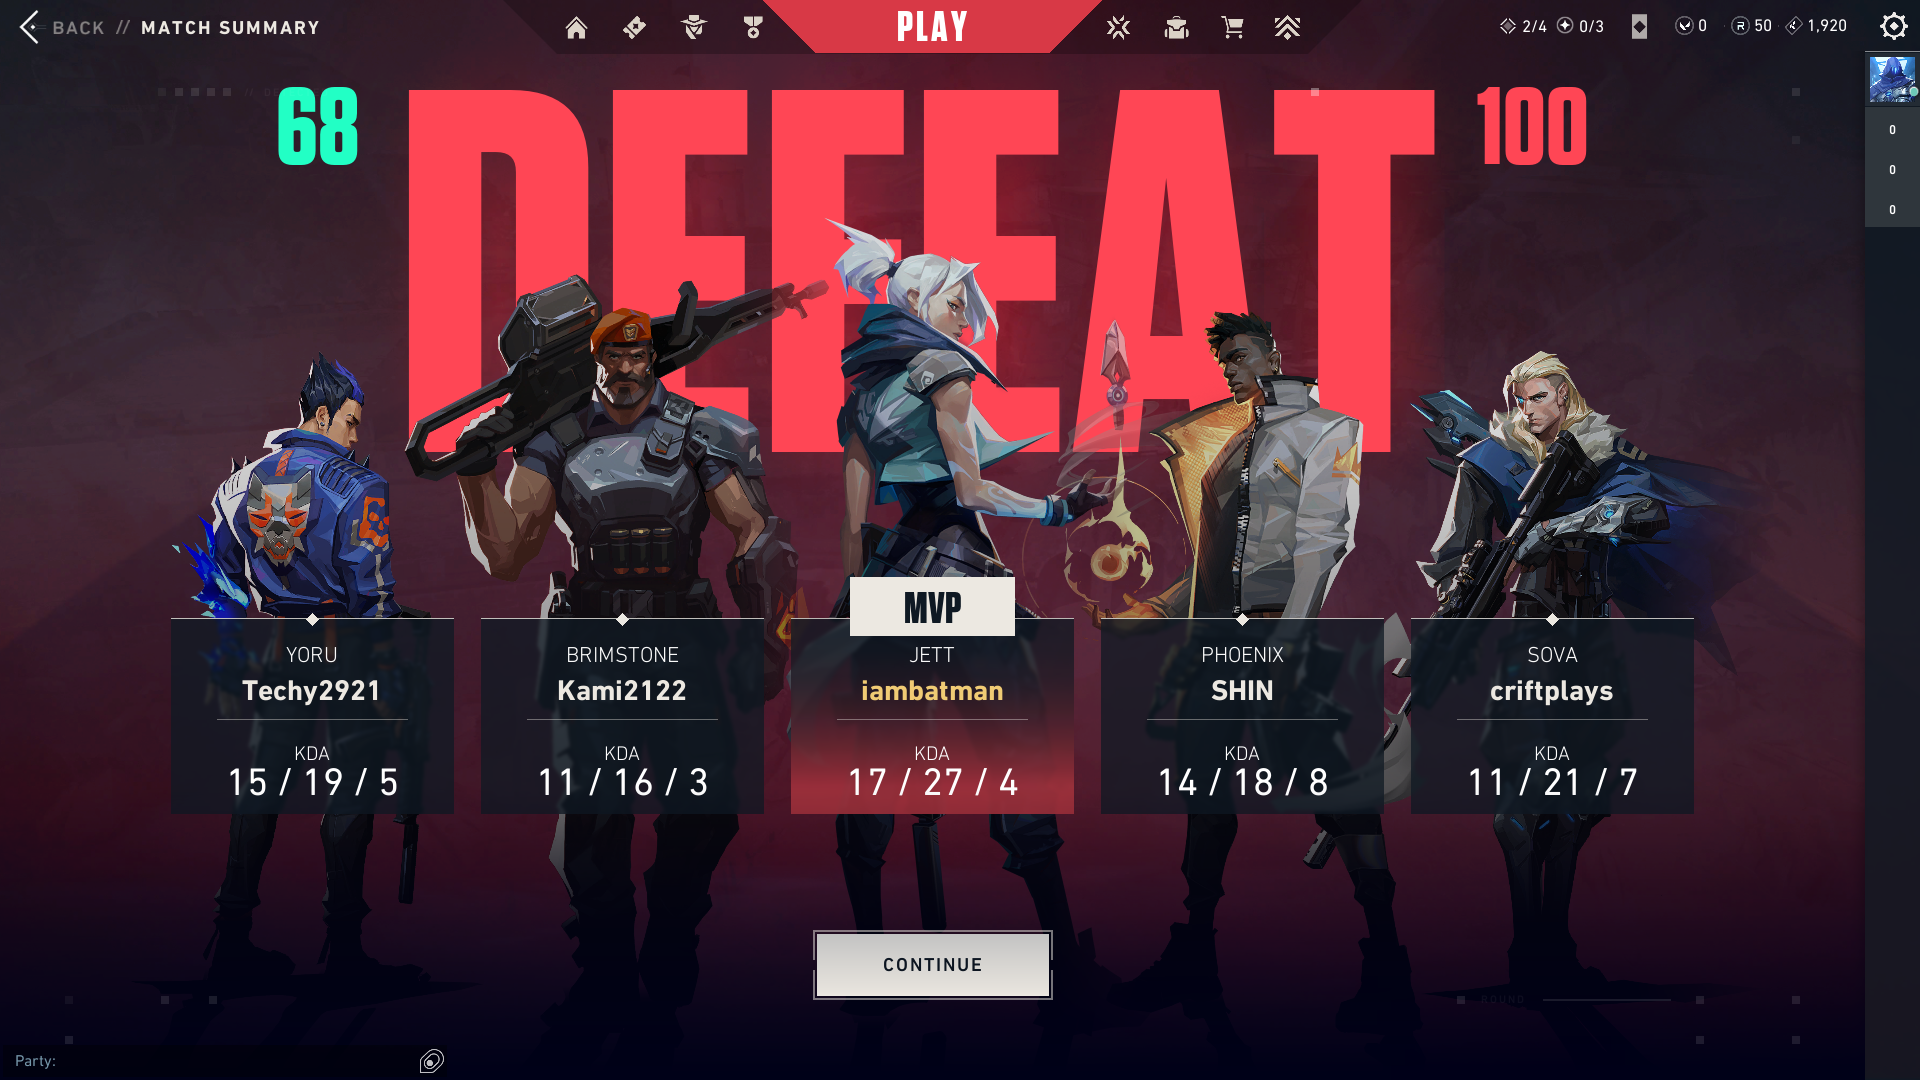 BACK // MATCH SUMMARY
PLAY
2/4 0/3 0 50 1,920
68 DEFEAT 100
0
0
0
MVP
YORU
Techy2921
KDA
15 / 19 / 5
BRIMSTONE
Kami2122
KDA
11 / 16 / 3
JETT
iambatman
KDA
17 / 27 / 4
PHOENIX
SHIN
KDA
14 / 18 / 8
SOVA
criftplays
KDA
11 / 21 / 7
CONTINUE
ROUND
Party: